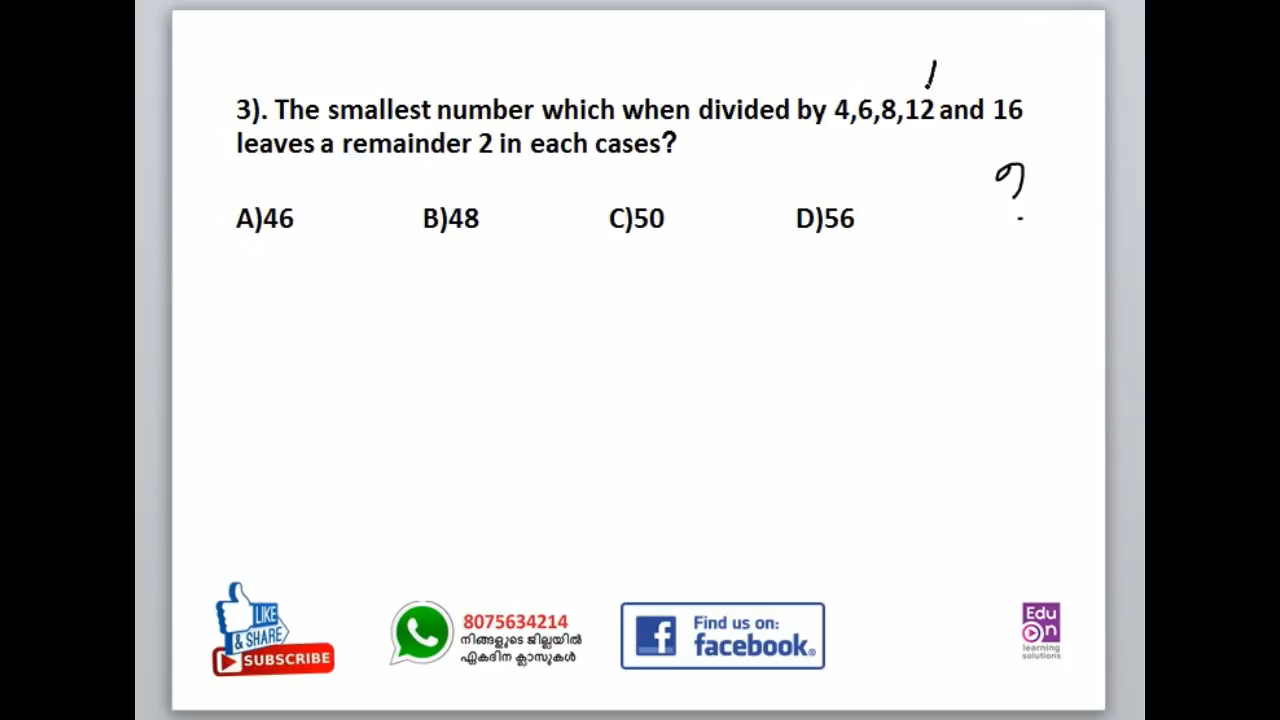 3). The smallest number which when divided by 4,6,8,12 and 16
leaves a remainder 2 in each cases?
A)46 B)48 C)50 D)56
LIKE
& SHARE
SUBSCRIBE
8075634214
നിങ്ങളുടെ ജില്ലയിൽ
ഏകദിന ക്ലാസുകൾ
Find us on:
facebook®
Edu
On
learning
solutions